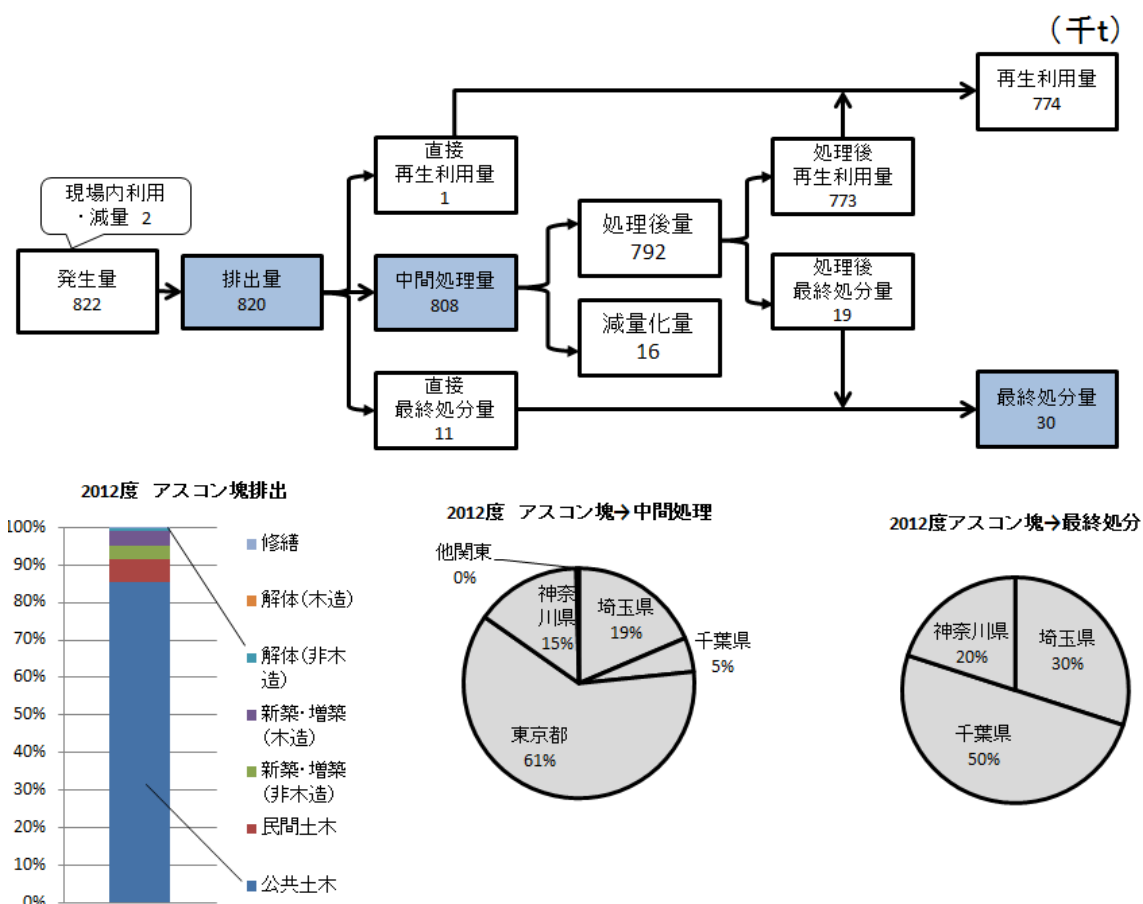 (千t)
再生利用量
774
直接
再生利用量
1
処理後
再生利用量
773
現場内利用
・減量 2
処理後量
792
発生量
822
排出量
820
中間処理量
808
処理後
最終処分量
19
減量化量
16
直接
最終処分量
11
最終処分量
30
2012度 アスコン塊排出
100%
90%
80%
70%
60%
50%
40%
30%
20%
10%
0%
修繕
解体(木造)
解体(非木
造)
新築・増築
(木造)
新築・増築
(非木造)
民間土木
公共土木
2012度 アスコン塊→中間処理
他関東
0%
神奈
川県
15%
埼玉県
19%
千葉県
5%
東京都
61%
2012度アスコン塊→最終処分
神奈川県
20%
埼玉県
30%
千葉県
50%